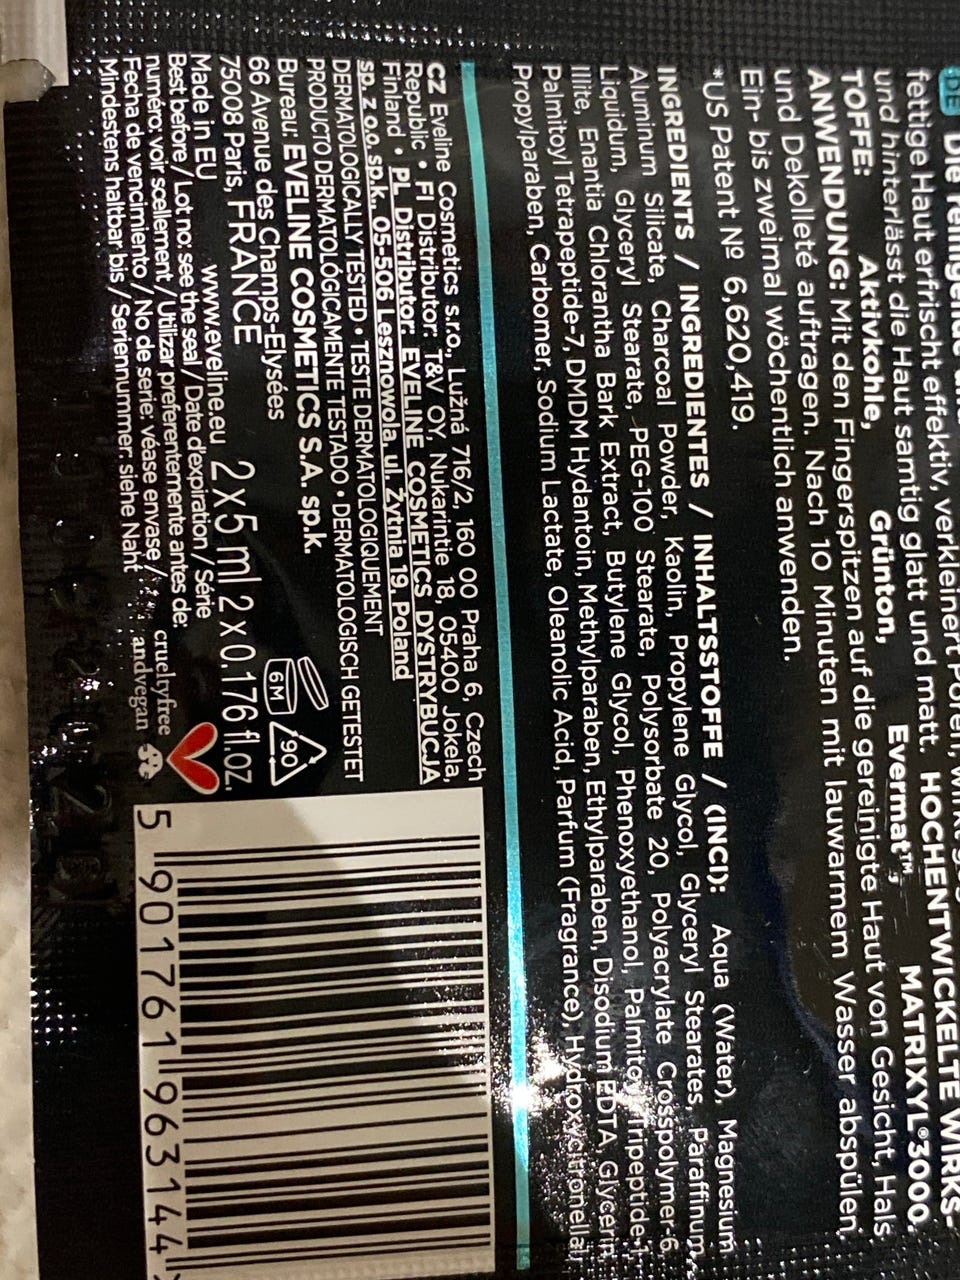 DE Die reinigende
fettige Haut erfrischt effektiv, verkleinert Poren, wirkt
und hinterlässt die Haut samtig glatt und matt. HOCHENTWICKELTE WIRKS-
TOFFE: Aktivkohle, Grünton, Evermat™, MATRIXYL®3000.
ANWENDUNG: Mit den Fingerspitzen auf die gereinigte Haut von Gesicht, Hals
und Dekolleté auftragen. Nach 10 Minuten mit lauwarmem Wasser abspülen.
Ein- bis zweimal wöchentlich anwenden.
*US Patent Nº 6,620,419.
INGREDIENTS / INGREDIENTES / INHALTSSTOFFE / (INCI): Aqua (Water), Magnesium
Aluminum Silicate, Charcoal Powder, Kaolin, Propylene Glycol, Glyceryl Stearates, Paraffinum
Liquidum, Glyceryl Stearate, PEG-100 Stearate, Polysorbate 20, Polyacrylate Crosspolymer-6,
Illite, Enantia Chlorantha Bark Extract, Butylene Glycol, Phenoxyethanol, Palmitoyl Tripeptide-1,
Palmitoyl Tetrapeptide-7, DMDM Hydantoin, Methylparaben, Ethylparaben, Disodium EDTA, Glycerin,
Propylparaben, Carbomer, Sodium Lactate, Oleanolic Acid, Parfum (Fragrance), Hydroxycitronellal
CZ Eveline Cosmetics s.r.o., Lužná 716/2, 160 00 Praha 6, Czech
Republic • FI Distributor: T&V OY, Nukarintie 18, 05400 Jokela,
Finland • PL Distributor: EVELINE COSMETICS DYSTRYBUCJA
sp. z o.o. sp.k., 05-506 Lesznowola, ul. Żytnia 19, Poland
DERMATOLOGICALLY TESTED • TESTE DERMATOLOGIQUEMENT
PRODUCTO DERMATOLÓGICAMENTE TESTADO • DERMATOLOGISCH GETESTET
Bureau: EVELINE COSMETICS S.A. sp.k.
66 Avenue des Champs-Elysées
75008 Paris, FRANCE
Made in EU www.eveline.eu
6M
90
2 x 5 ml 2 x 0.176 fl.oz.
Best before / Lot no: see the seal / Date d'expiration / Série
numéro: voir scellement / Utilizar preferentemente antes de:
Fecha de vencimiento / No de serie: véase envase /
Mindestens haltbar bis / Seriennummer: siehe Naht
crueltyfree
andvegan
5 901761 963144